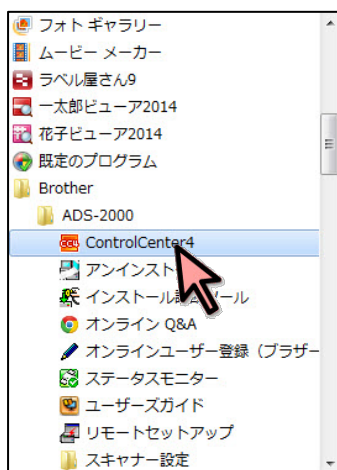 フォト ギャラリー
ムービー メーカー
ラベル屋さん9
一太郎ビューア2014
花子ビューア2014
既定のプログラム
Brother
ADS-2000
ControlCenter4
アンインスト
インストール ツール
オンライン Q&A
オンラインユーザー登録（ブラザー
ステータスモニター
ユーザーズガイド
リモートセットアップ
スキャナー設定